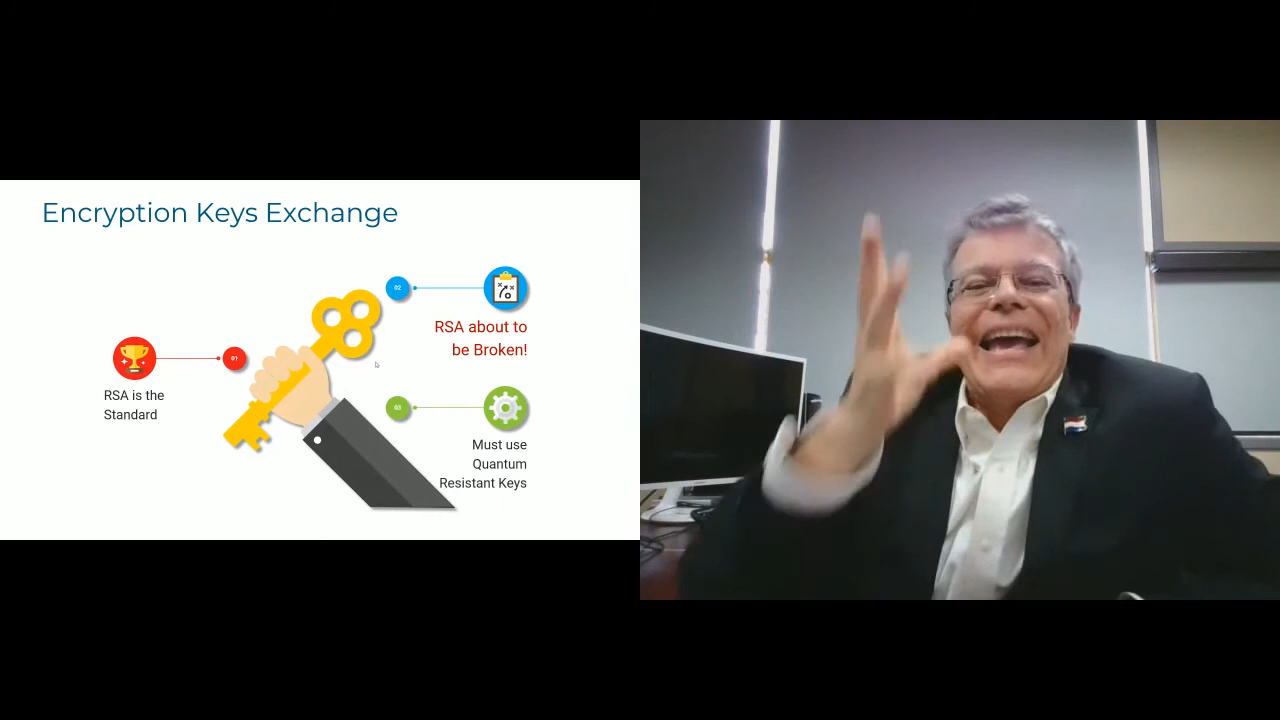 Encryption Keys Exchange
02
RSA about to
be Broken!
01
RSA is the
Standard
03
Must use
Quantum
Resistant Keys